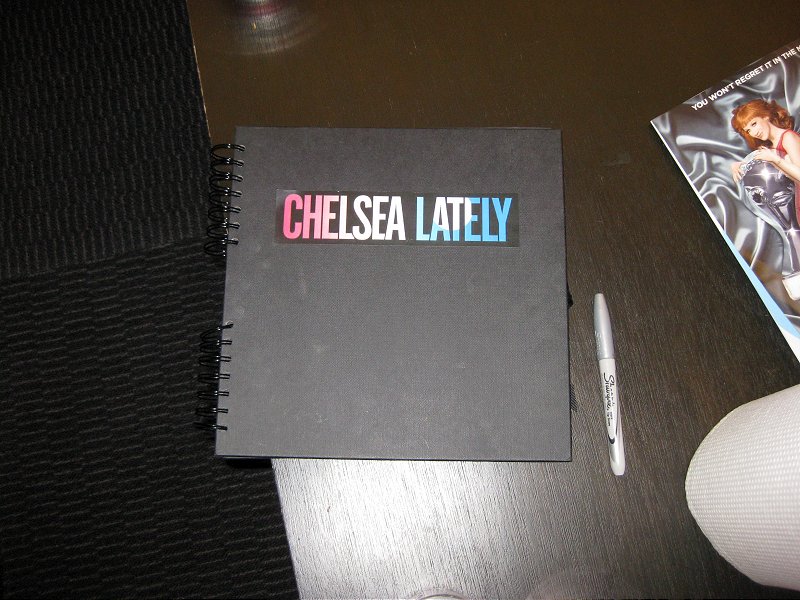 CHELSEA LATELY
YOU WON'T REGRET IT IN THE
Sharpie